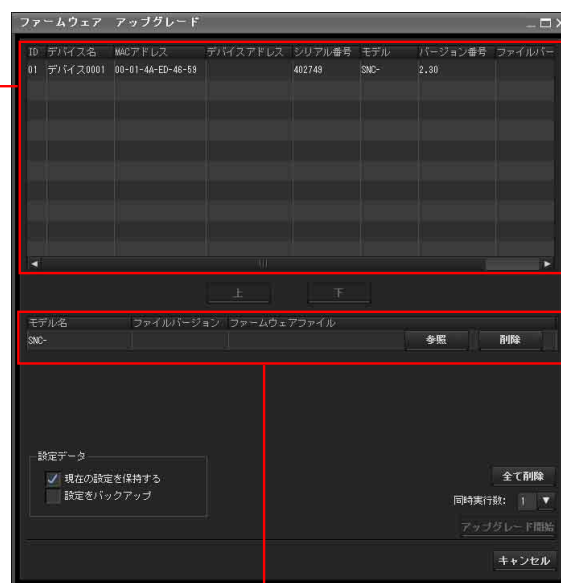 ファームウェア アップグレード
ID デバイス名 MACアドレス デバイスアドレス シリアル番号 モデル バージョン番号 ファイルバー
01 デバイス0001 00-01-4A-ED-46-59 402749 SNC- 2.30
上 下
モデル名 ファイルバージョン ファームウェアファイル
SNC- 参照 削除
設定データ
現在の設定を保持する
設定をバックアップ
全て削除
同時実行数: 1
アップグレード開始
キャンセル